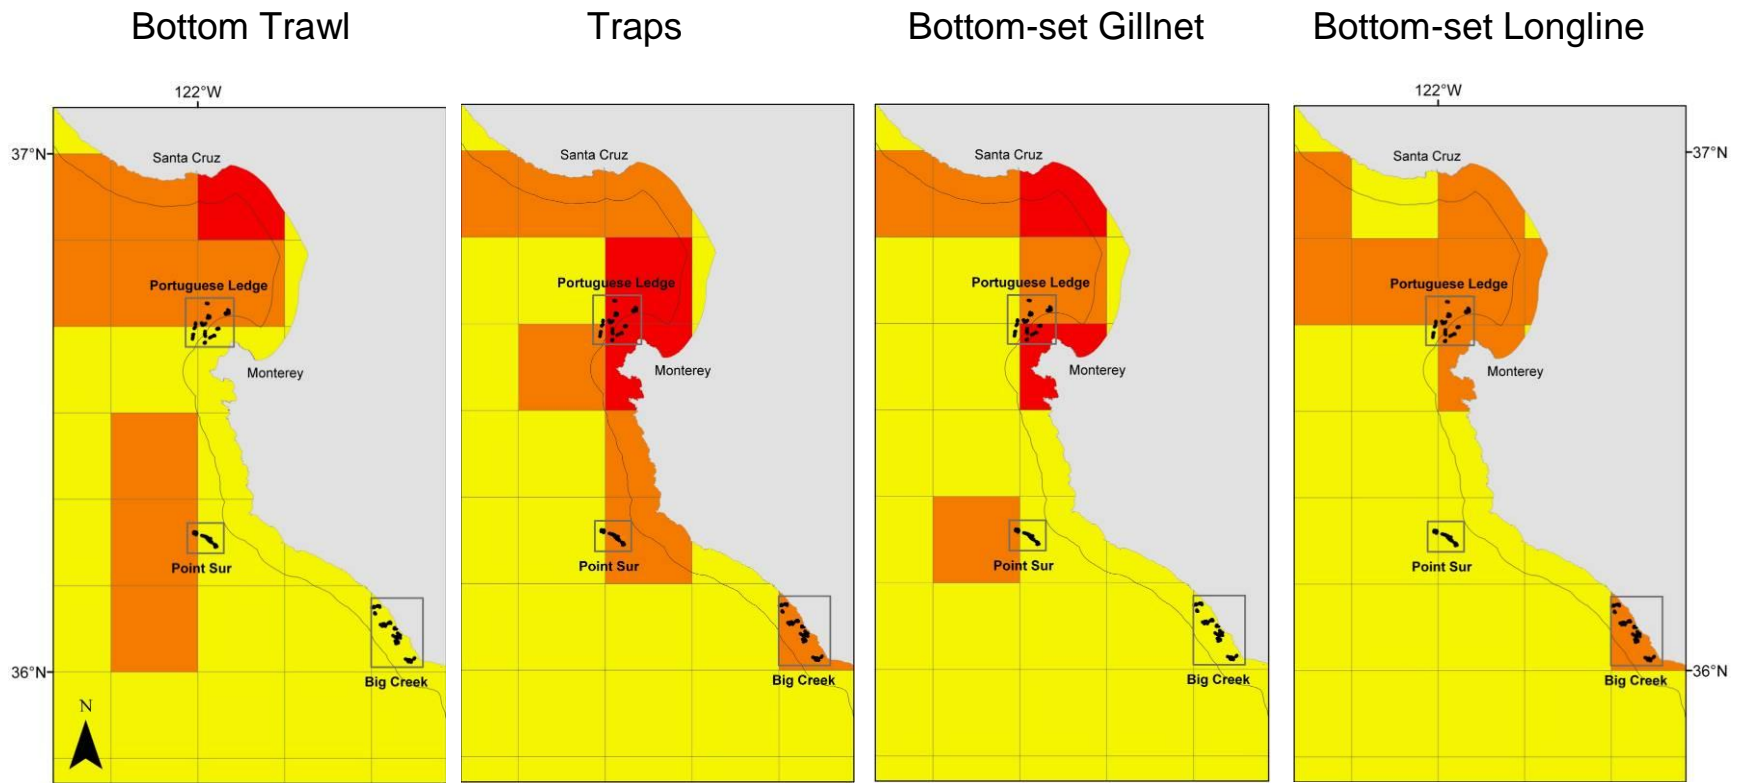 Bottom Trawl
Traps
Bottom-set Gillnet
Bottom-set Longline
122°W
37°N
Santa Cruz
Portuguese Ledge
Monterey
Point Sur
36°N
Big Creek
N
Santa Cruz
Portuguese Ledge
Monterey
Point Sur
Big Creek
Santa Cruz
Portuguese Ledge
Monterey
Point Sur
Big Creek
122°W
37°N
Santa Cruz
Portuguese Ledge
Monterey
Point Sur
36°N
Big Creek